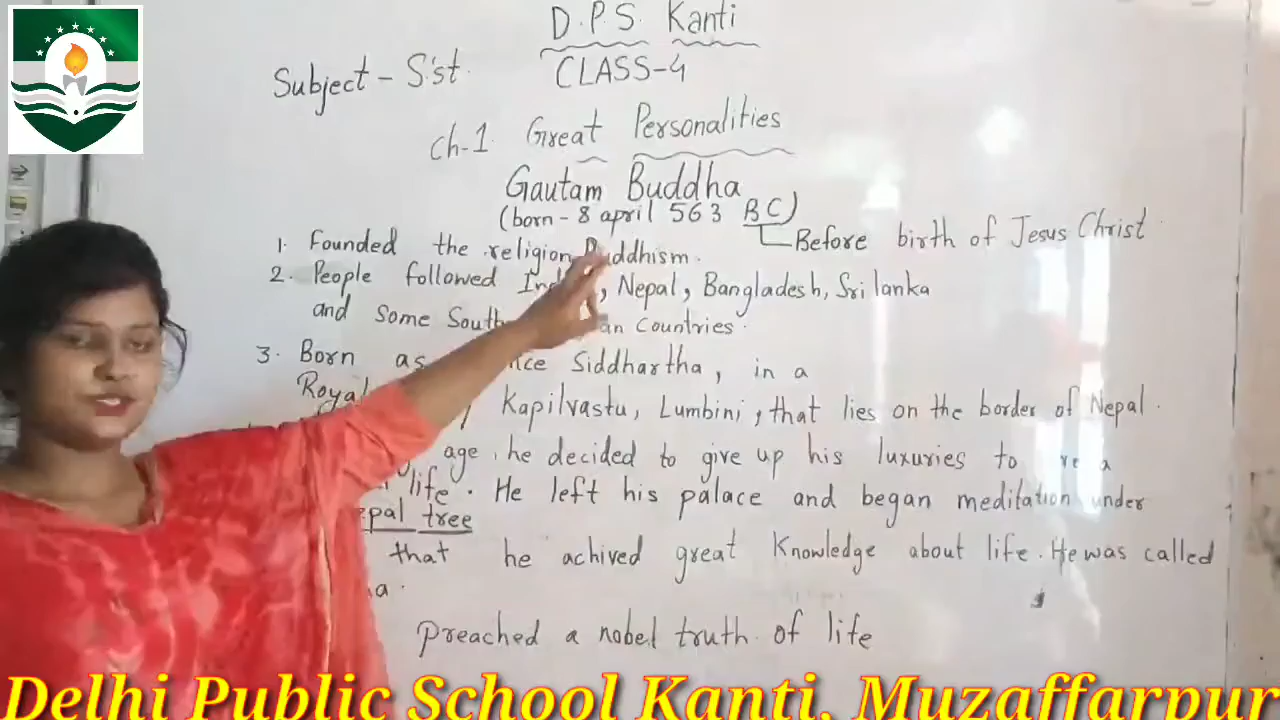 D.P.S. Kanti
Subject - S.st.
CLASS-4
Ch-1. Great Personalities
Gautam Buddha
(born - 8 april 563 BC)
Before birth of Jesus Christ.
1. Founded the religion Buddhism.
2. People followed , Nepal, Bangladesh, Sri lanka
and some Countries.
3. Born as Siddhartha, in a
Royal Kapilvastu, Lumbini, that lies on the border of Nepal.
age, he decided to give up his luxuries to
life. He left his palace and began meditation under
tree
that he achived great Knowledge about life. He was called
preached a nobel truth of life
Delhi Public School Kanti, Muzaffarpur